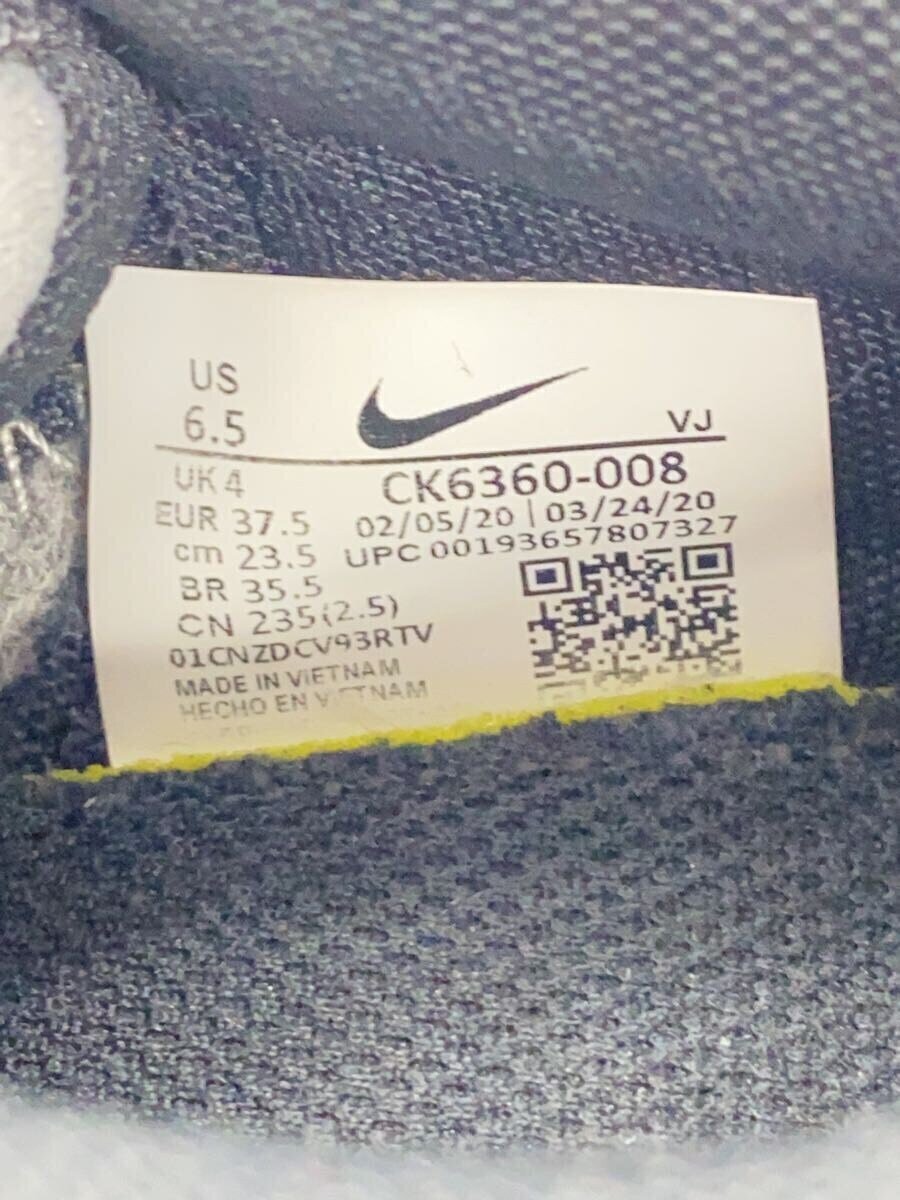 US
6.5
VJ
UK 4
CK6360-008
EUR 37.5
02/05/20 | 03/24/20
cm 23.5
UPC 00193657807327
BR 35.5
CN 235(2.5)
01CNZDCV93RTV
MADE IN VIETNAM
HECHO EN VIETNAM